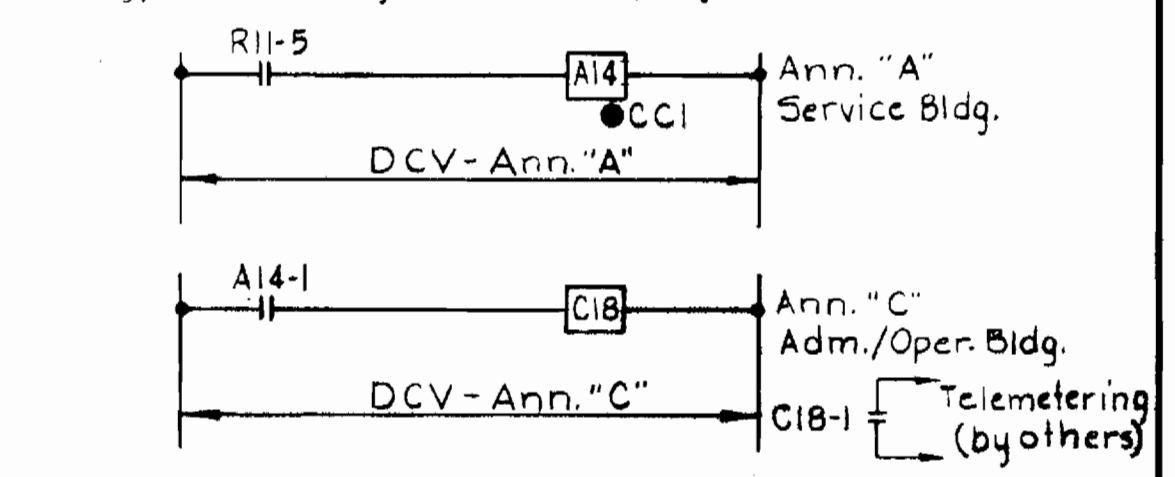 R11-5
A14
Ann. "A"
Service Bldg.
CC1
DCV - Ann. "A"
A14-1
C18
Ann. "C"
Adm./Oper. Bldg.
DCV - Ann. "C"
C18-1
Telemetering
(by others)